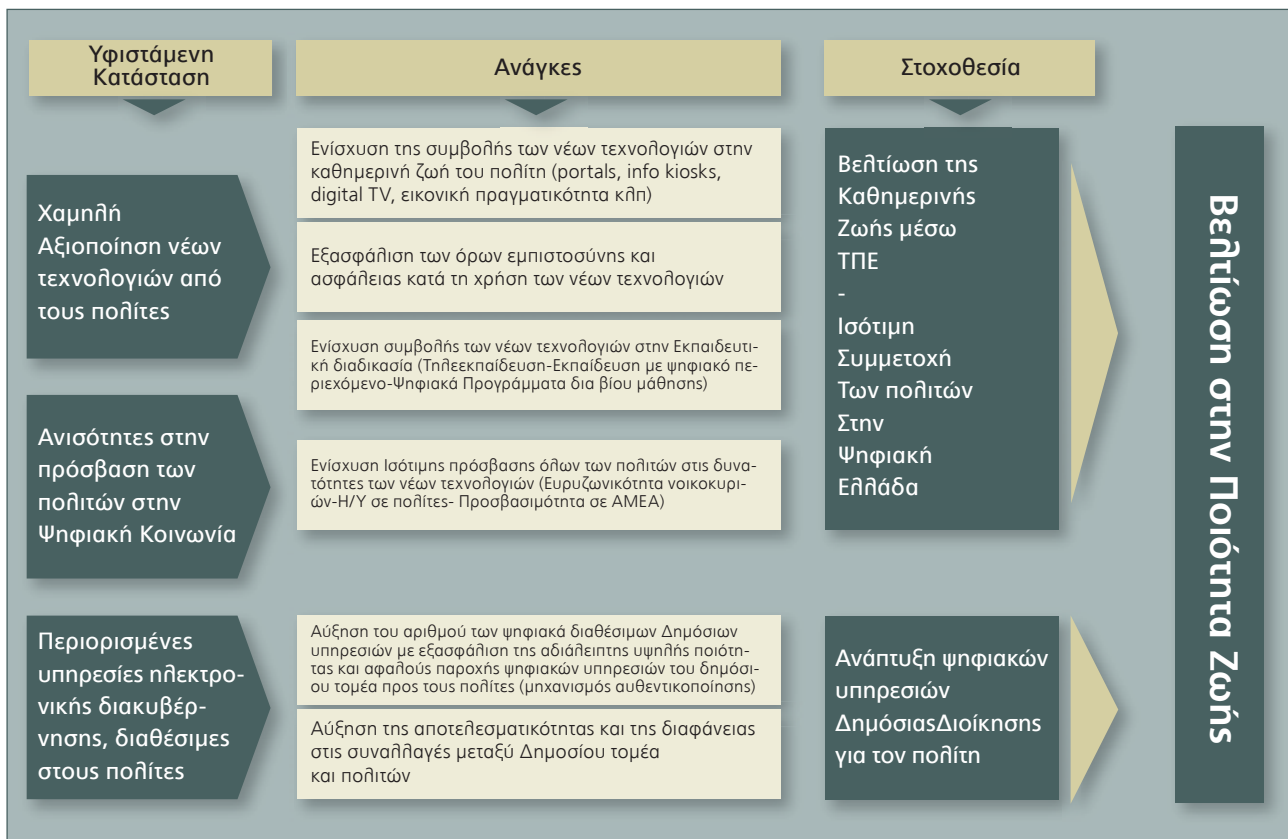 Υφιστάμενη
Κατάσταση
Ανάγκες
Στοχοθεσία
Χαμηλή
Αξιοποίηση νέων
τεχνολογιών από
τους πολίτες
Ανισότητες στην
πρόσβαση των
πολιτών στην
Ψηφιακή Κοινωνία
Περιορισμένες
υπηρεσίες ηλεκτρο-
νικής διακυβέρ-
νησης, διαθέσιμες
στους πολίτες
Ενίσχυση της συμβολής των νέων τεχνολογιών στην
καθημερινή ζωή του πολίτη (portals, info kiosks,
digital TV, εικονική πραγματικότητα κλπ)
Εξασφάλιση των όρων εμπιστοσύνης και
ασφάλειας κατά τη χρήση των νέων τεχνολογιών
Ενίσχυση συμβολής των νέων τεχνολογιών στην Εκπαιδευτι-
κή διαδικασία (Τηλεεκπαίδευση-Εκπαίδευση με ψηφιακό πε-
ριεχόμενο-Ψηφιακά Προγράμματα δια βίου μάθησης)
Ενίσχυση Ισότιμης πρόσβασης όλων των πολιτών στις δυνα-
τότητες των νέων τεχνολογιών (Ευρυζωνικότητα νοικοκυρι-
ών-Η/Υ σε πολίτες- Προσβασιμότητα σε ΑΜΕΑ)
Αύξηση του αριθμού των ψηφιακά διαθέσιμων Δημόσιων
υπηρεσιών με εξασφάλιση της αδιάλειπτης υψηλής ποιότη-
τας και αφαλούς παροχής ψηφιακών υπηρεσιών του δημόσι-
ου τομέα προς τους πολίτες (μηχανισμός αυθεντικοποίησης)
Αύξηση της αποτελεσματικότητας και της διαφάνειας
στις συναλλαγές μεταξύ Δημοσίου τομέα
και πολιτών
Βελτίωση της
Καθημερινής
Ζωής μέσω
ΤΠΕ
-
Ισότιμη
Συμμετοχή
Των πολιτών
Στην
Ψηφιακή
Ελλάδα
Ανάπτυξη ψηφιακών
υπηρεσιών
ΔημόσιαςΔιοίκησης
για τον πολίτη
Βελτίωση στην Ποιότητα Ζωής